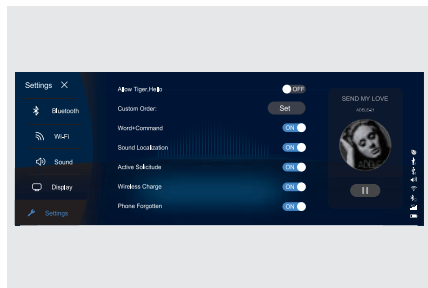 Settings X
Bluetooth
Wi-Fi
Sound
Display
Settings
Allow Tiger,Hello
OFF
Custom Order:
Set
Word+Command
ON
Sound Localization
ON
Active Solicitude
ON
Wireless Charge
ON
Phone Forgotten
ON
SEND MY LOVE
ADELE